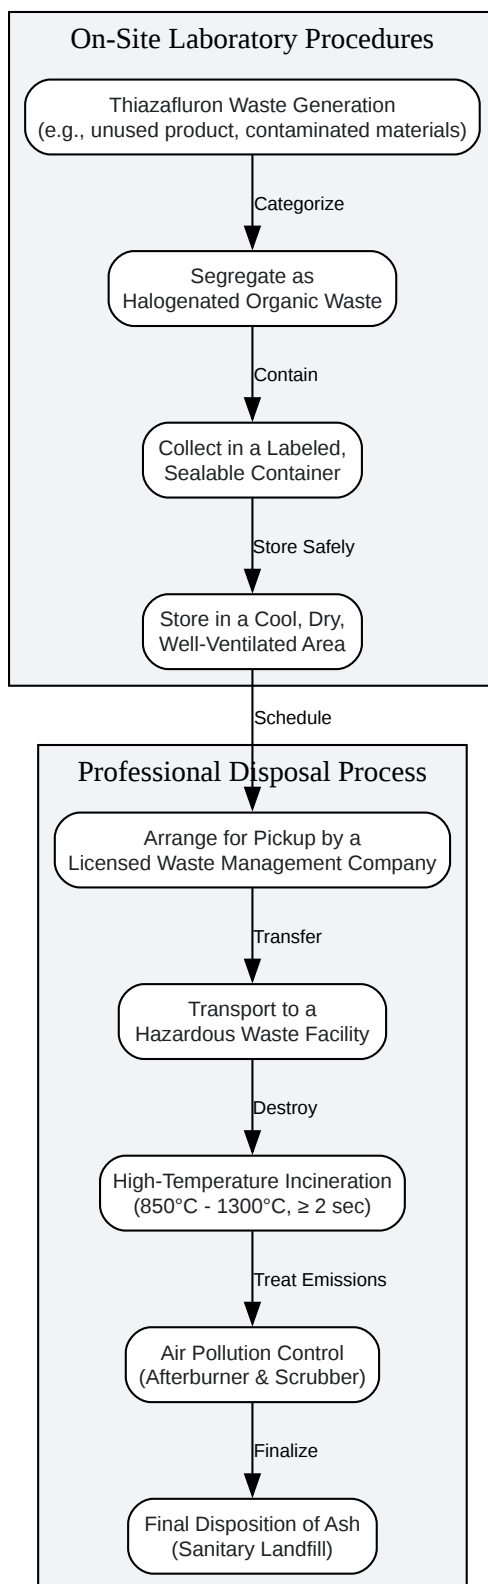 On-Site Laboratory Procedures
Thiazafluron Waste Generation
(e.g., unused product, contaminated materials)
Categorize
Segregate as
Halogenated Organic Waste
Contain
Collect in a Labeled,
Sealable Container
Store Safely
Store in a Cool, Dry,
Well-Ventilated Area
Schedule
Professional Disposal Process
Arrange for Pickup by a
Licensed Waste Management Company
Transfer
Transport to a
Hazardous Waste Facility
Destroy
High-Temperature Incineration
(850°C - 1300°C, ≥ 2 sec)
Treat Emissions
Air Pollution Control
(Afterburner & Scrubber)
Finalize
Final Disposition of Ash
(Sanitary Landfill)